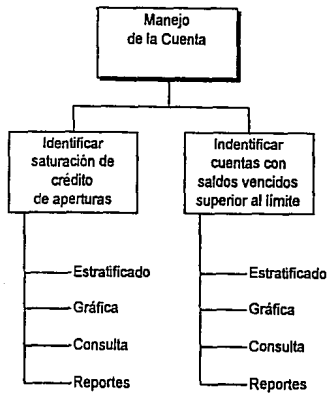 Manejo
de la Cuenta
Identificar
saturación de
crédito
de aperturas
Indentificar
cuentas con
saldos vencidos
superior al límite
Estratificado
Gráfica
Consulta
Reportes
Estratificado
Gráfica
Consulta
Reportes